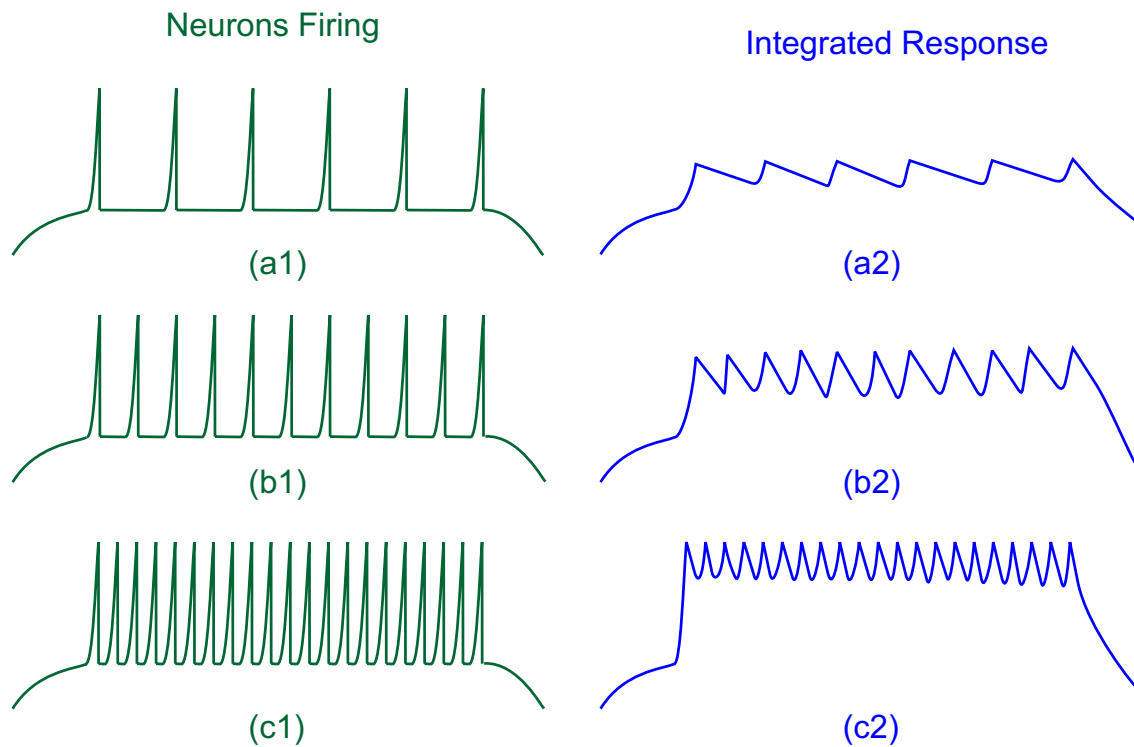 Neurons Firing
Integrated Response
(a1)
(a2)
(b1)
(b2)
(c1)
(c2)